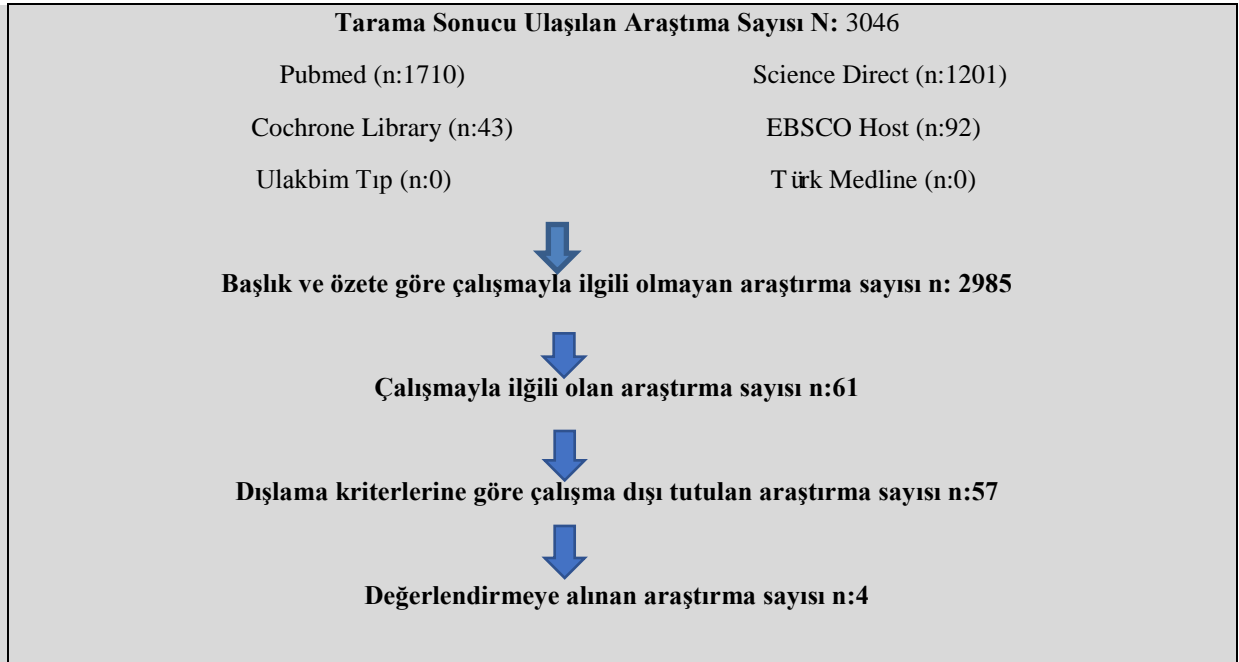 Tarama Sonucu Ulaşılan Araştıma Sayısı N: 3046
Pubmed (n:1710) Science Direct (n:1201)
Cochrone Library (n:43) EBSCO Host (n:92)
Ulakbim Tıp (n:0) Türk Medline (n:0)
Başlık ve özete göre çalışmayla ilgili olmayan araştırma sayısı n: 2985
Çalışmayla ilğili olan araştırma sayısı n:61
Dışlama kriterlerine göre çalışma dışı tutulan araştırma sayısı n:57
Değerlendirmeye alınan araştırma sayısı n:4